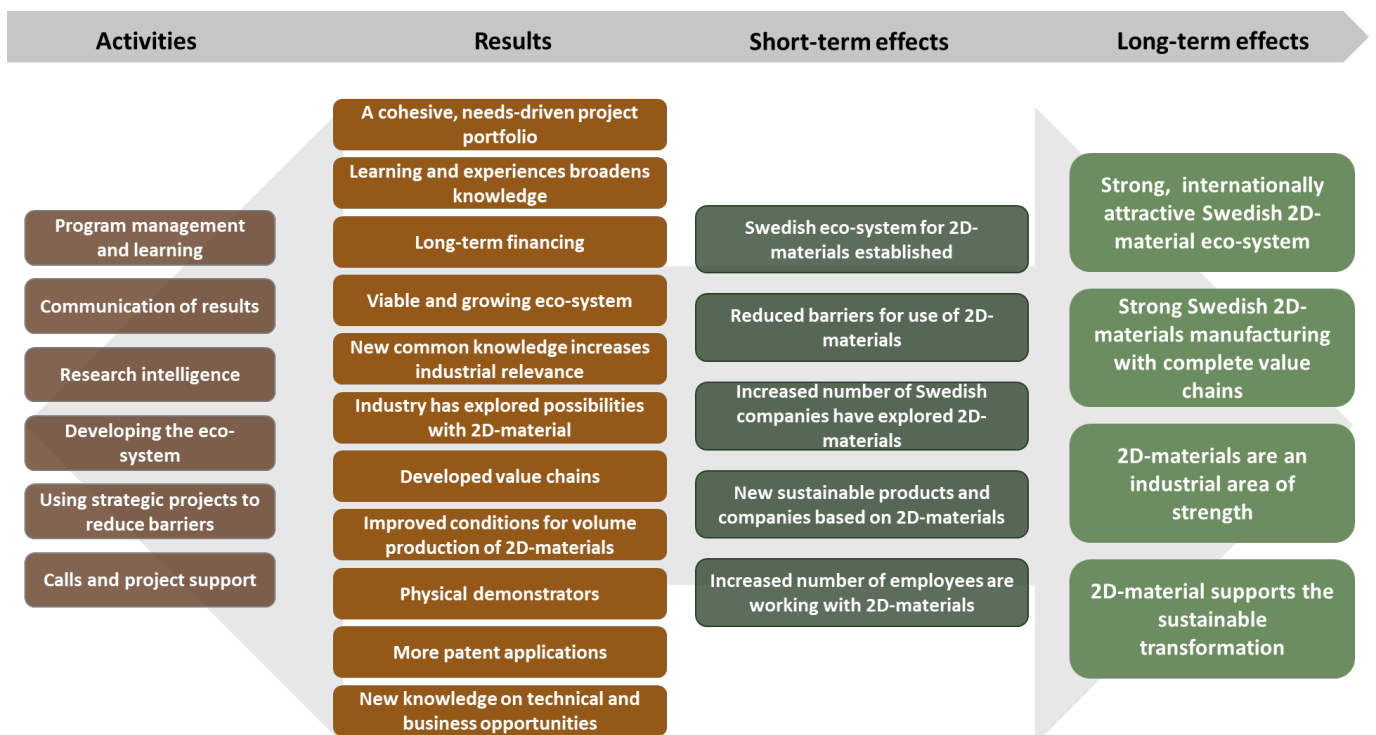 Activities
Results
Short-term effects
Long-term effects
Program management
and learning
Communication of results
Research intelligence
Developing the eco-
system
Using strategic projects to
reduce barriers
Calls and project support
A cohesive, needs-driven project
portfolio
Learning and experiences broadens
knowledge
Long-term financing
Viable and growing eco-system
New common knowledge increases
industrial relevance
Industry has explored possibilities
with 2D-material
Developed value chains
Improved conditions for volume
production of 2D-materials
Physical demonstrators
More patent applications
New knowledge on technical and
business opportunities
Swedish eco-system for 2D-
materials established
Reduced barriers for use of 2D-
materials
Increased number of Swedish
companies have explored 2D-
materials
New sustainable products and
companies based on 2D-materials
Increased number of employees are
working with 2D-materials
Strong, internationally
attractive Swedish 2D-
material eco-system
Strong Swedish 2D-
materials manufacturing
with complete value
chains
2D-materials are an
industrial area of
strength
2D-material supports the
sustainable
transformation